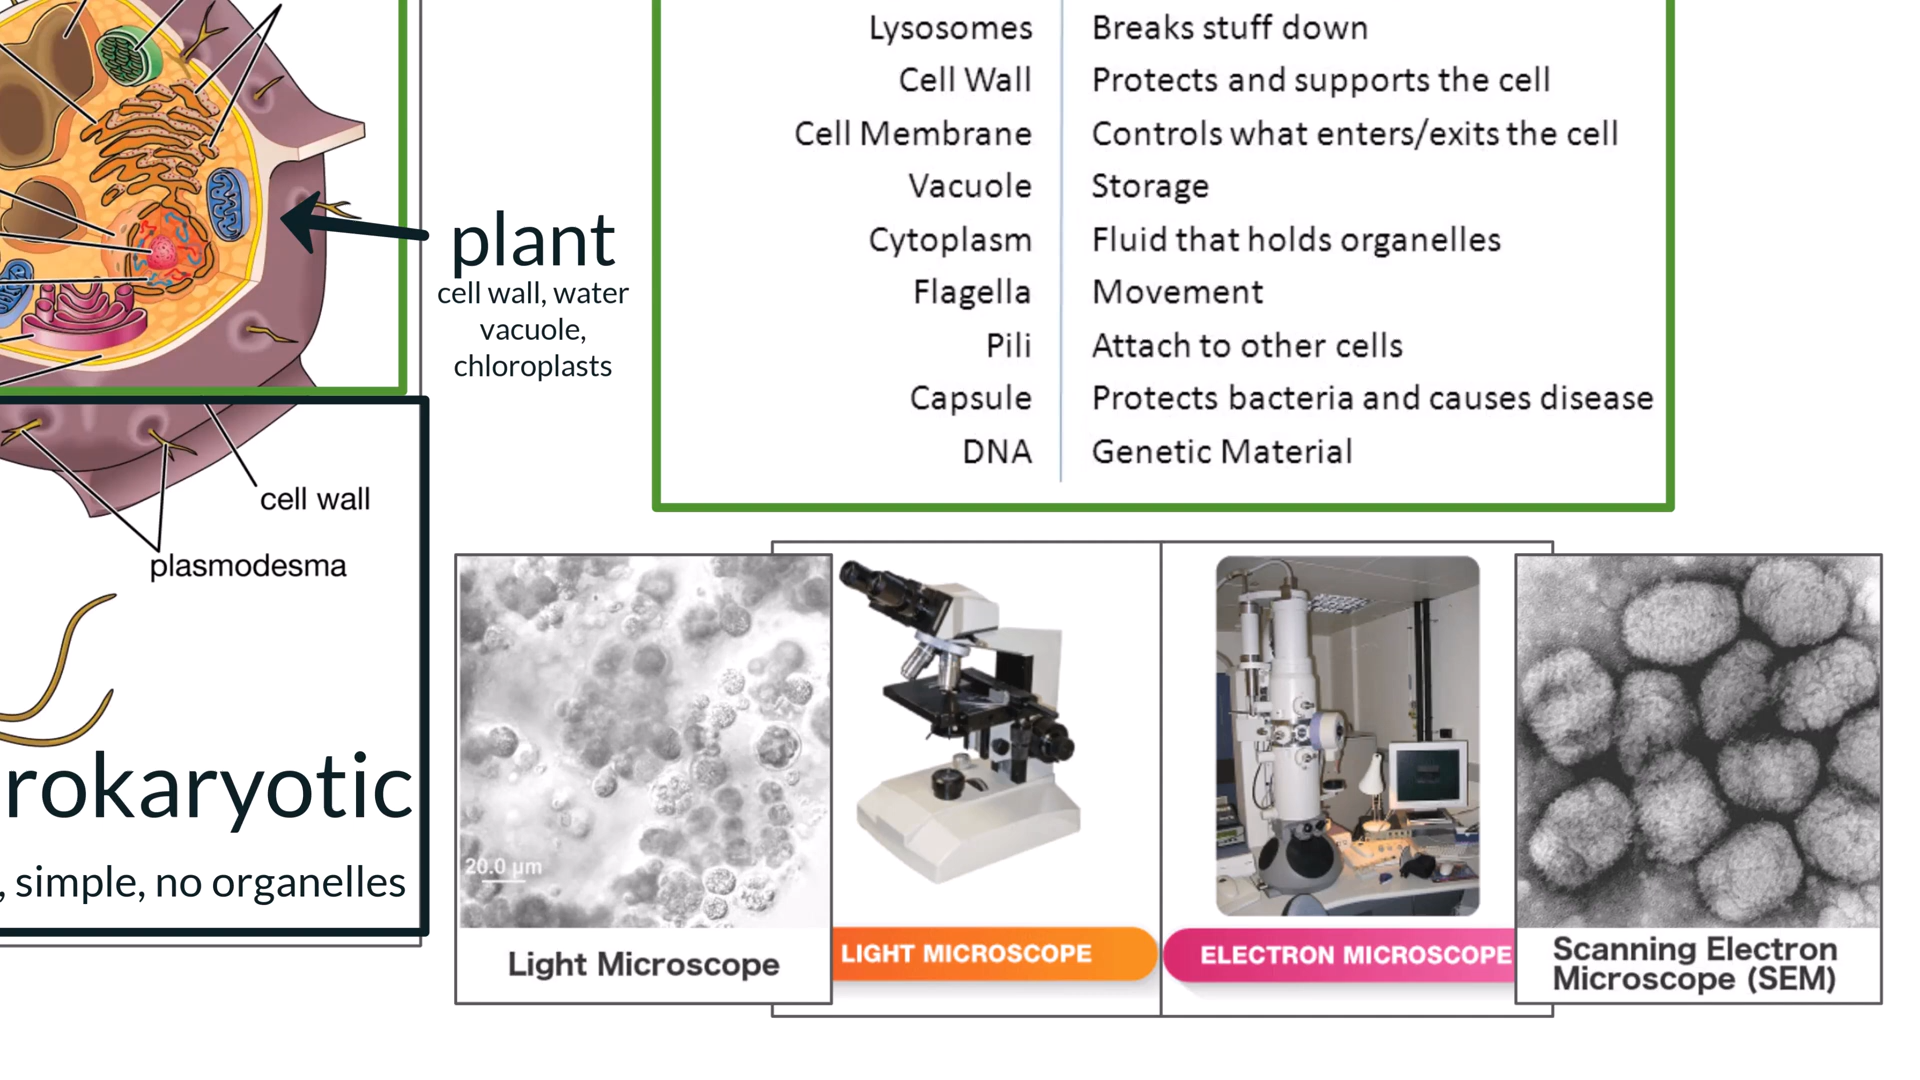 Lysosomes Breaks stuff down
Cell Wall Protects and supports the cell
Cell Membrane Controls what enters/exits the cell
Vacuole Storage
Cytoplasm Fluid that holds organelles
Flagella Movement
Pili Attach to other cells
Capsule Protects bacteria and causes disease
DNA Genetic Material
plant
cell wall, water
vacuole,
chloroplasts
cell wall
plasmodesma
rokaryotic
, simple, no organelles
20.0 µm
Light Microscope
LIGHT MICROSCOPE
ELECTRON MICROSCOPE
Scanning Electron
Microscope (SEM)